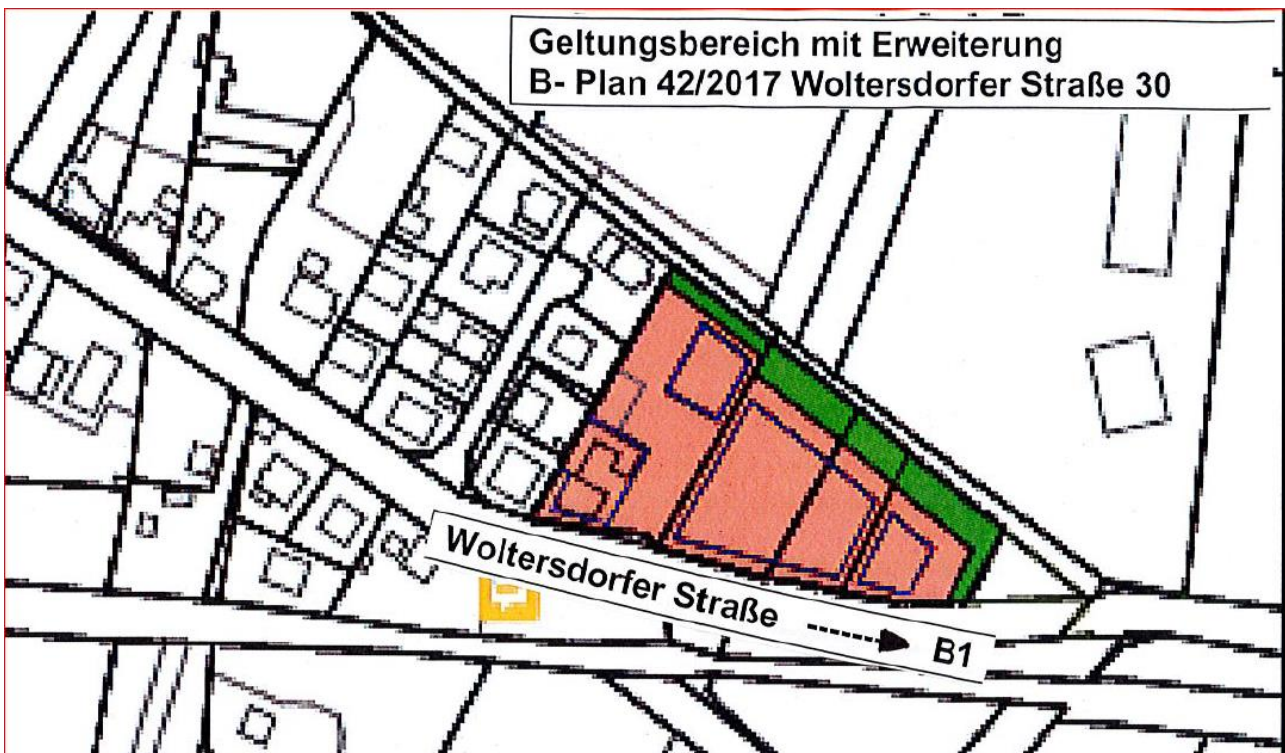 Geltungsbereich mit Erweiterung
B- Plan 42/2017 Woltersdorfer Straße 30
Woltersdorfer Straße
B1